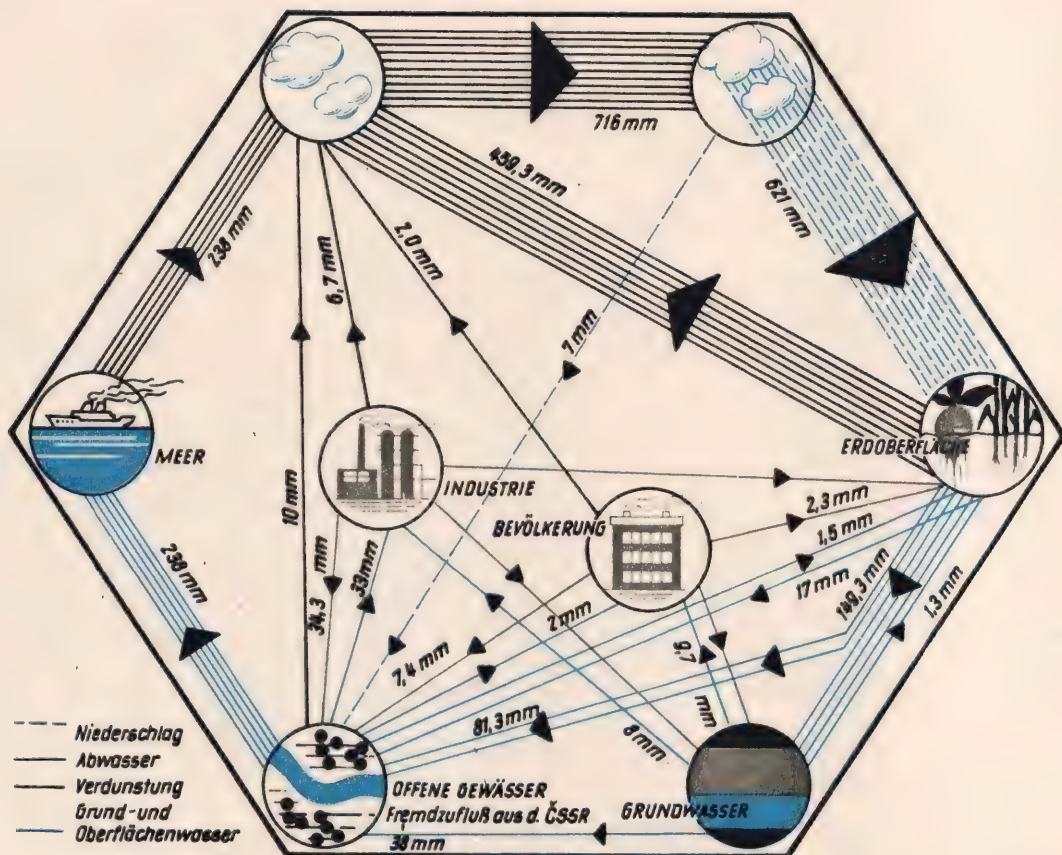 716 mm
459,3 mm
621 mm
238 mm
6,7 mm
2,0 mm
7 mm
MEER
ERDOBERFLÄCHE
INDUSTRIE
BEVÖLKERUNG
10 mm
2,3 mm
1,5 mm
17 mm
149,3 mm
1,3 mm
238 mm
34,3 mm
33 mm
2 mm
7,4 mm
9,7 mm
81,3 mm
8 mm
Niederschlag
Abwasser
Verdunstung
Grund- und
Oberflächenwasser
OFFENE GEWÄSSER
Fremdzufluß aus d. ČSSR
38 mm
GRUNDWASSER